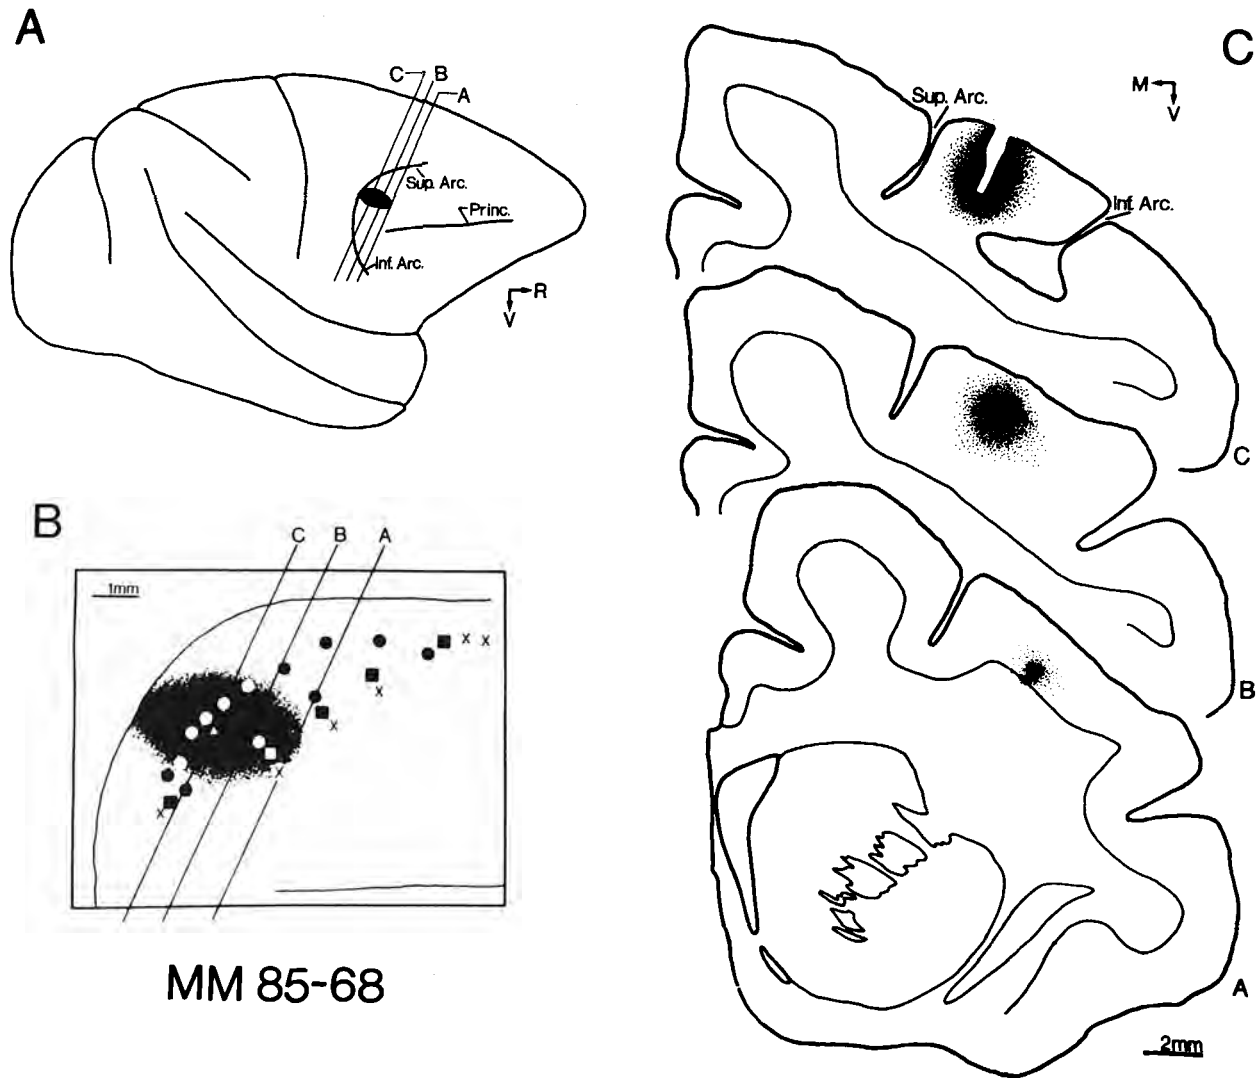 A
C B
A
Sup. Arc.
Princ.
Inf. Arc.
R
V
B
C B A
1mm
x x
x
x
x
x
MM 85-68
C
M
V
Sup. Arc.
Inf. Arc.
C
B
A
2mm